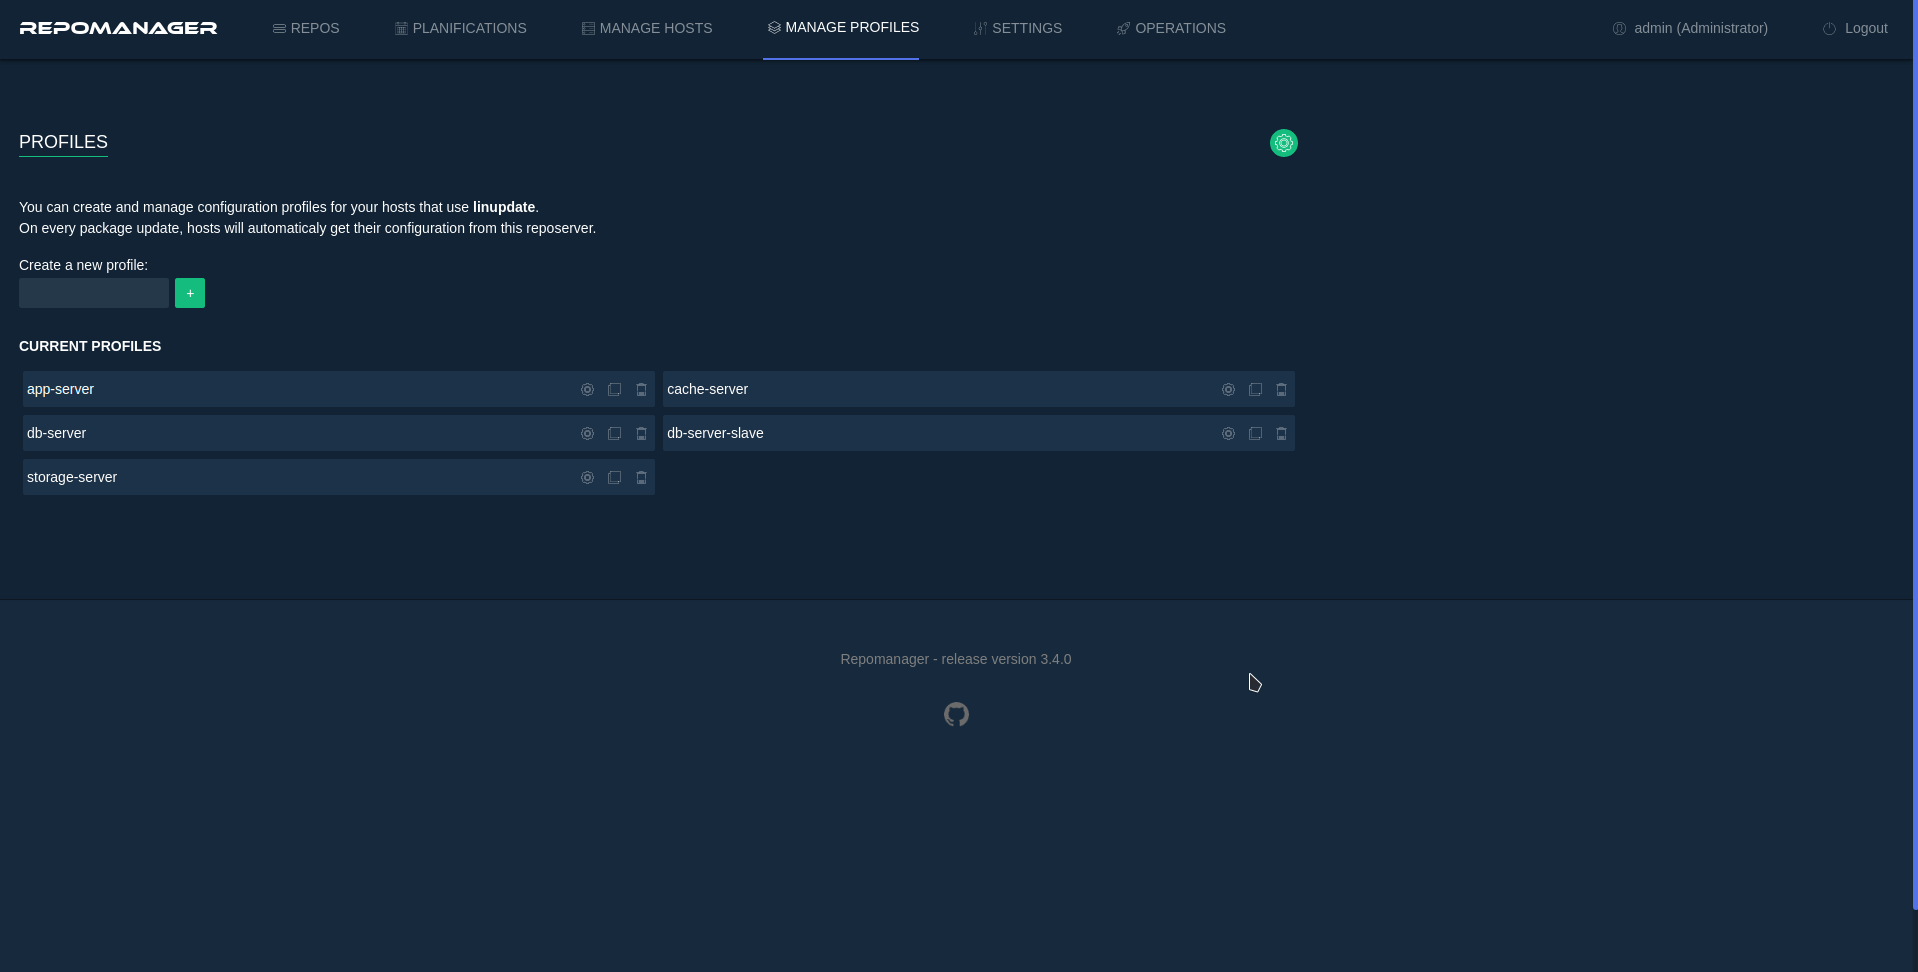 REPOMANAGER
REPOS
PLANIFICATIONS
MANAGE HOSTS
MANAGE PROFILES
SETTINGS
OPERATIONS
admin (Administrator)
Logout
PROFILES
You can create and manage configuration profiles for your hosts that use linupdate.
On every package update, hosts will automaticaly get their configuration from this reposerver.
Create a new profile:
+
CURRENT PROFILES
app-server
cache-server
db-server
db-server-slave
storage-server
Repomanager - release version 3.4.0